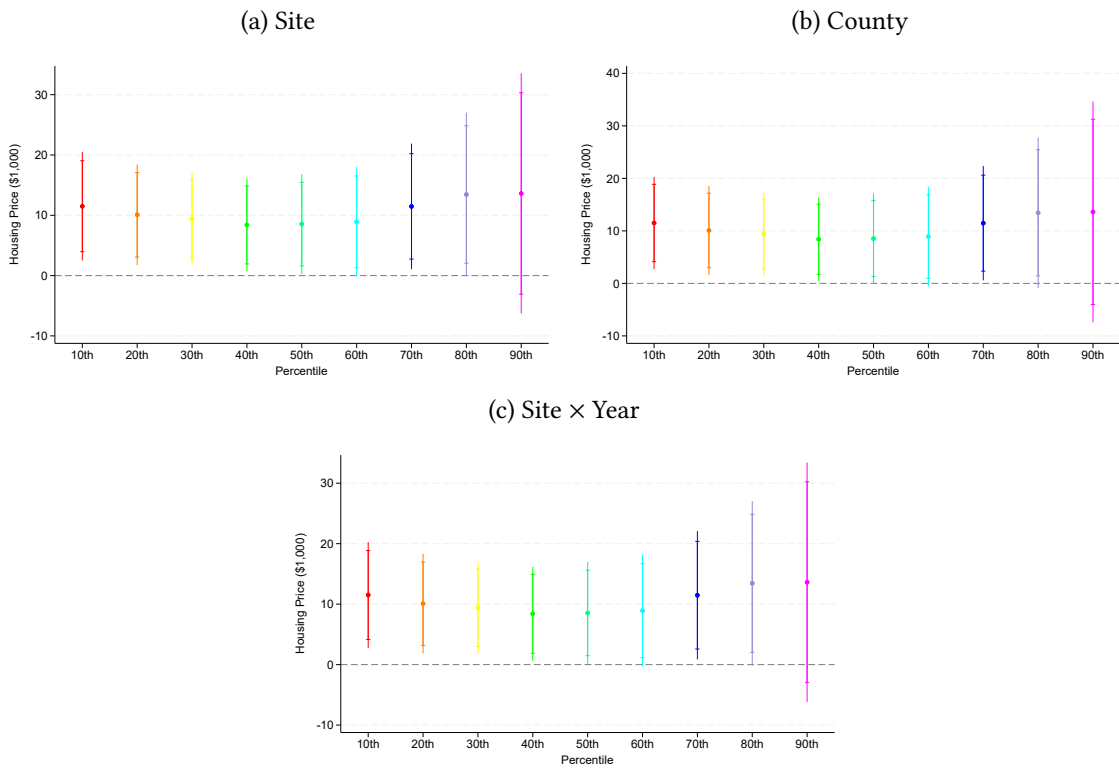 (a) Site
Housing Price ($1,000)
30
20
10
0
-10
10th 20th 30th 40th 50th 60th 70th 80th 90th
Percentile
(b) County
Housing Price ($1,000)
40
30
20
10
0
-10
10th 20th 30th 40th 50th 60th 70th 80th 90th
Percentile
(c) Site × Year
Housing Price ($1,000)
30
20
10
0
-10
10th 20th 30th 40th 50th 60th 70th 80th 90th
Percentile